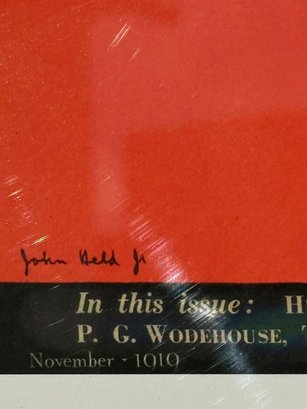 John Held Jr
In this issue:
P. G. WODEHOUSE,
November - 1919